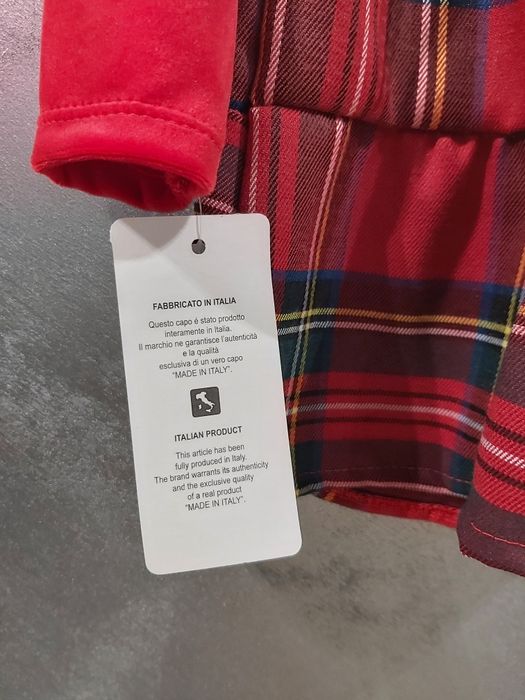 FABBRICATO IN ITALIA
Questo capo è stato prodotto
interamente in Italia.
Il marchio ne garantisce l'autenticità
e la qualità
esclusiva di un vero capo
"MADE IN ITALY".
ITALIAN PRODUCT
This article has been
fully produced in Italy.
The brand warrants its authenticity
and the exclusive quality
of a real product
"MADE IN ITALY".